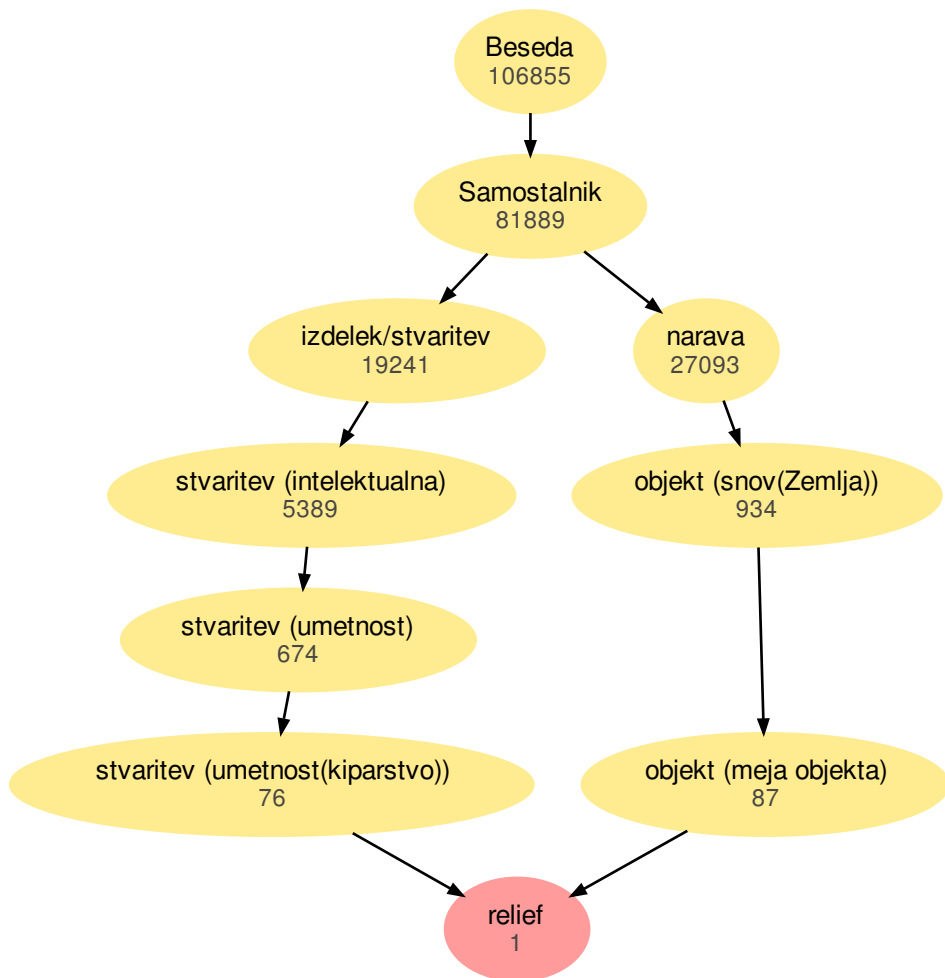 Beseda
106855
Samostalnik
81889
izdelek/stvaritev
19241
narava
27093
stvaritev (intelektualna)
5389
objekt (snov(Zemlja))
934
stvaritev (umetnost)
674
stvaritev (umetnost(kiparstvo))
76
objekt (meja objekta)
87
relief
1